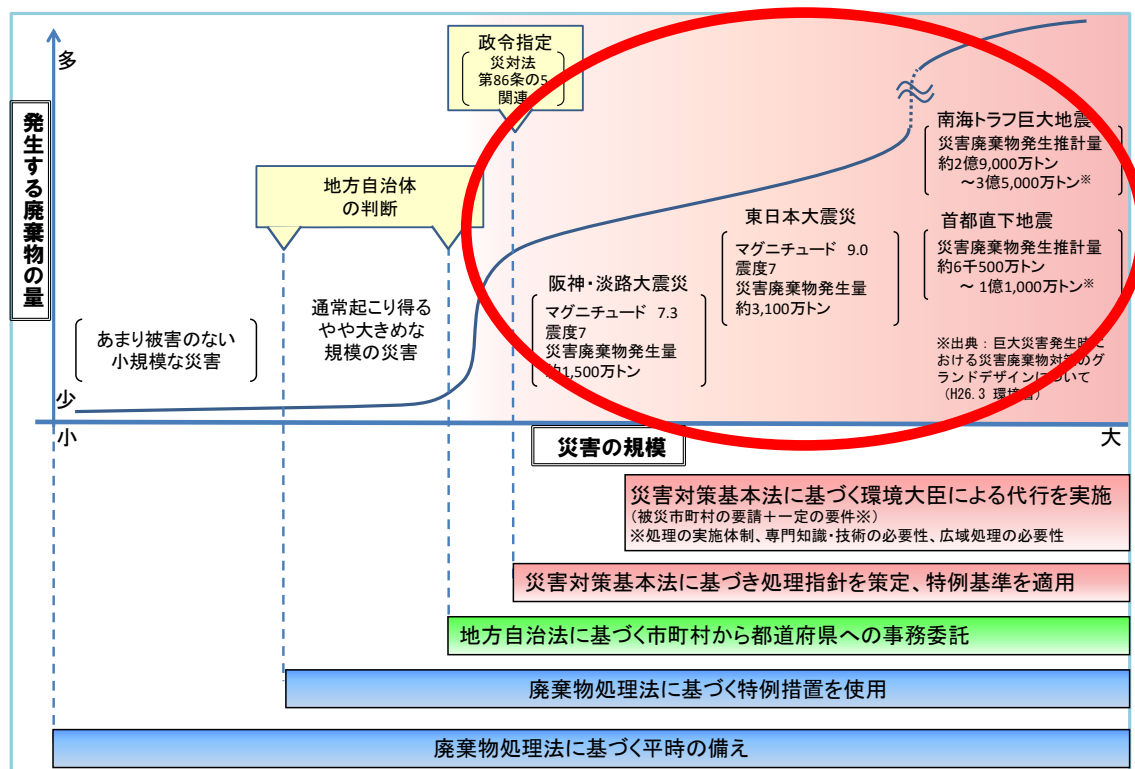 多
発生する廃棄物の量
政令指定
災対法
第86条の5
関連
地方自治体
の判断
あまり被害のない
小規模な災害
通常起こり得る
やや大きめな
規模の災害
阪神・淡路大震災
マグニチュード 7.3
震度7
災害廃棄物発生量
約1,500万トン
東日本大震災
マグニチュード 9.0
震度7
災害廃棄物発生量
約3,100万トン
南海トラフ巨大地震
災害廃棄物発生推計量
約2億9,000万トン
～3億5,000万トン※
首都直下地震
災害廃棄物発生推計量
約6千500万トン
～ 1億1,000万トン※
※出典：巨大災害発生時に
おける災害廃棄物対策のグ
ランドデザインについて
（H26.3 環境省）
少
小
災害の規模
大
災害対策基本法に基づく環境大臣による代行を実施
（被災市町村の要請＋一定の要件※）
※処理の実施体制、専門知識・技術の必要性、広域処理の必要性
災害対策基本法に基づき処理指針を策定、特例基準を適用
地方自治法に基づく市町村から都道府県への事務委託
廃棄物処理法に基づく特例措置を使用
廃棄物処理法に基づく平時の備え